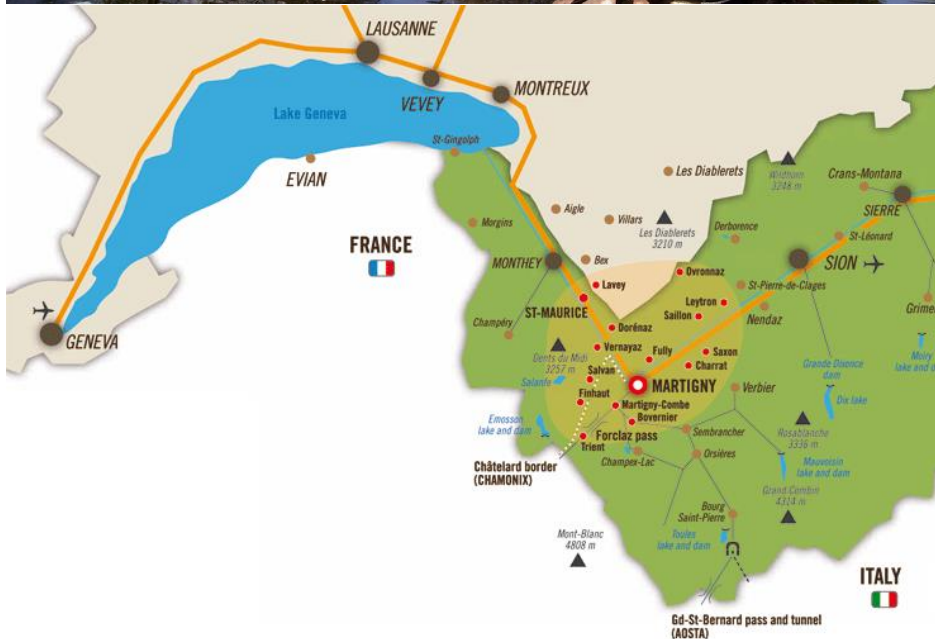 LAUSANNE
VEVEY
MONTREUX
Lake Geneva
St-Gingolph
EVIAN
Les Diablerets
Wildhorn
3248 m
Crans-Montana
SIERRE
Morgins
Aigle
Villars
Les Diablerets
3210 m
Derborence
St-Léonard
FRANCE
MONTHEY
Bex
SION
Lavey
Ovronnaz
St-Pierre-de-Clages
ST-MAURICE
Leytron
Saillon
Nendaz
Grime
GENEVA
Champéry
Dorénaz
Vernayaz
Dents du Midi
3257 m
Fully
Saxon
Charrat
Grande Dixence
dam
Moiry
lake and d
Salanfe
Salvan
MARTIGNY
Verbier
Dix lake
Finhaut
Martigny-Combe
Bovernier
Emosson
lake and dam
Forclaz pass
Sembrancher
Rosablanche
3336 m
Trient
Châtelard border
(CHAMONIX)
Champex-Lac
Orsières
Mauvoisin
lake and dam
Grand Combin
4314 m
Bourg
Saint-Pierre
Mont-Blanc
4808 m
Toules
lake and dam
ITALY
Gd-St-Bernard pass and tunnel
(AOSTA)